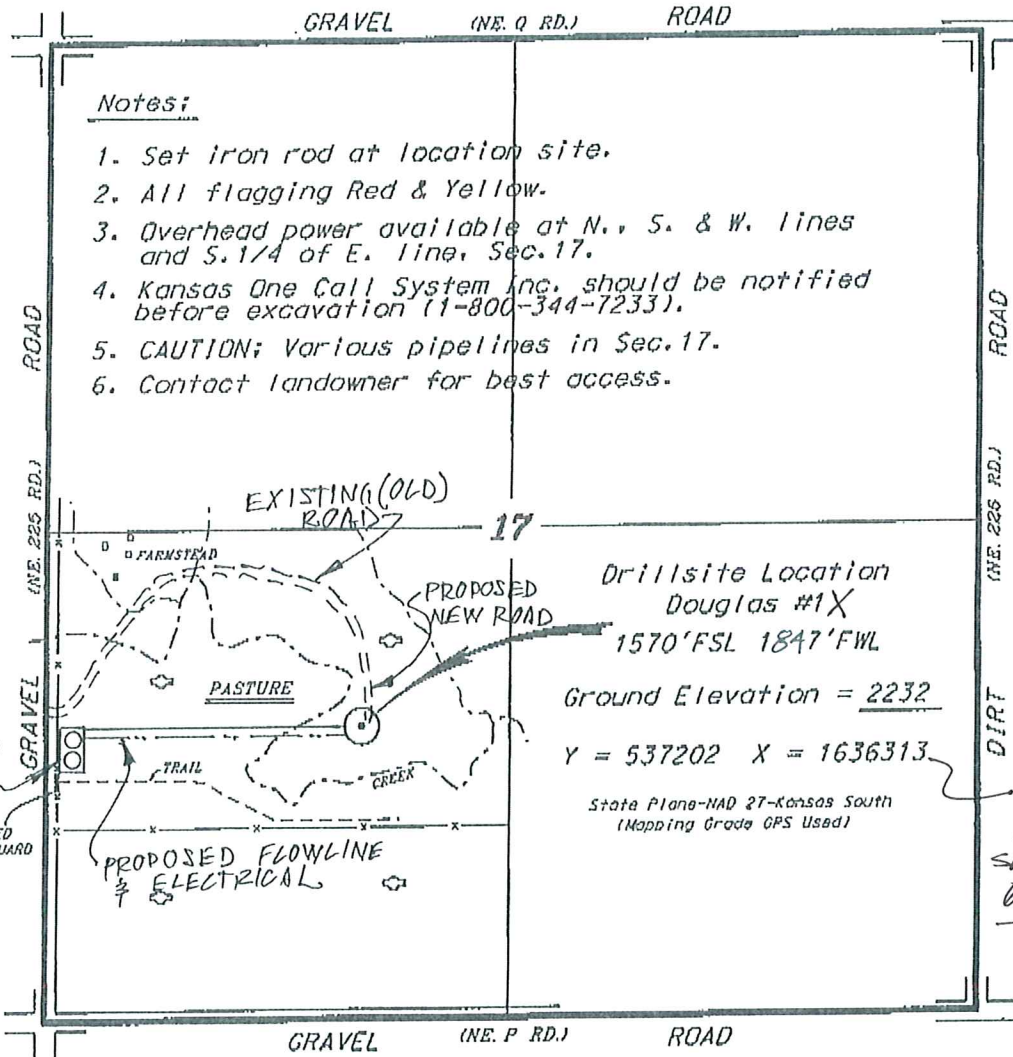 GRAVEL (NE. Q RD.) ROAD
Notes:
1. Set iron rod at location site.
2. All flagging Red & Yellow.
3. Overhead power available at N., S. & W. lines
and S. 1/4 of E. line, Sec. 17.
4. Kansas One Call System Inc. should be notified
before excavation (1-800-344-7233).
5. CAUTION: Various pipelines in Sec. 17.
6. Contact landowner for best access.
ROAD
(NE. 225 RD.)
GRAVEL
ROAD
(NE. 225 RD.)
DIRT
EXISTING (OLD)
ROAD
17
FARMSTEAD
PROPOSED
NEW ROAD
Drillsite Location
Douglas #1X
1570'FSL 1847'FWL
PASTURE
Ground Elevation = 2232
Y = 537202 X = 1636313
TRAIL
CREEK
State Plane-NAD 27-Kansas South
(Mapping Grade GPS Used)
PROPOSED FLOWLINE
& ELECTRICAL
GRAVEL (NE. P RD.) ROAD